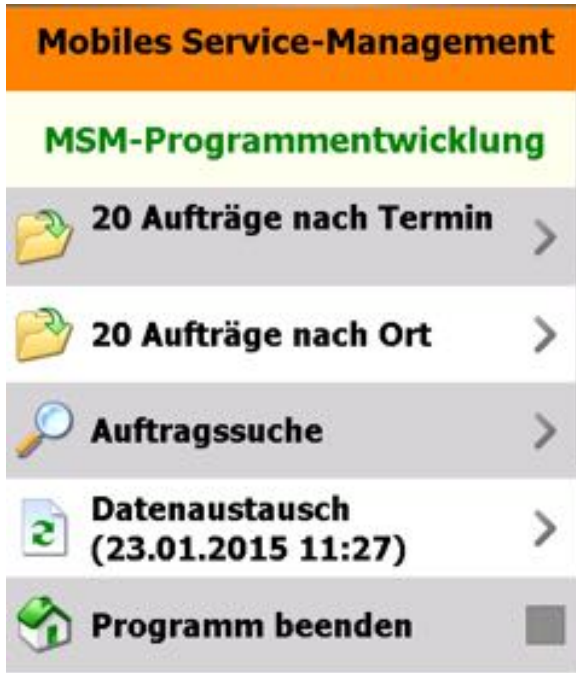 Mobiles Service-Management
MSM-Programmentwicklung
20 Aufträge nach Termin
20 Aufträge nach Ort
Auftragssuche
Datenaustausch
(23.01.2015 11:27)
Programm beenden